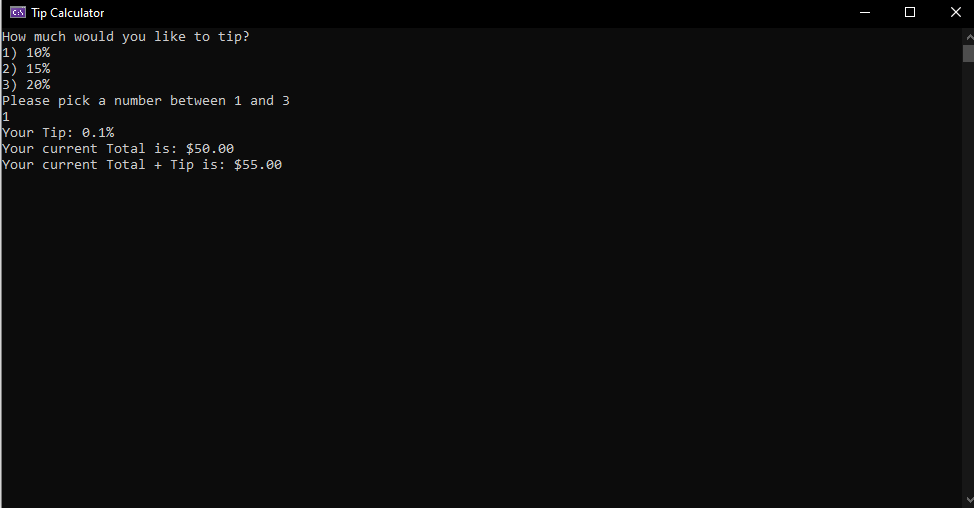 Tip Calculator
How much would you like to tip?
1) 10%
2) 15%
3) 20%
Please pick a number between 1 and 3
1
Your Tip: 0.1%
Your current Total is: $50.00
Your current Total + Tip is: $55.00